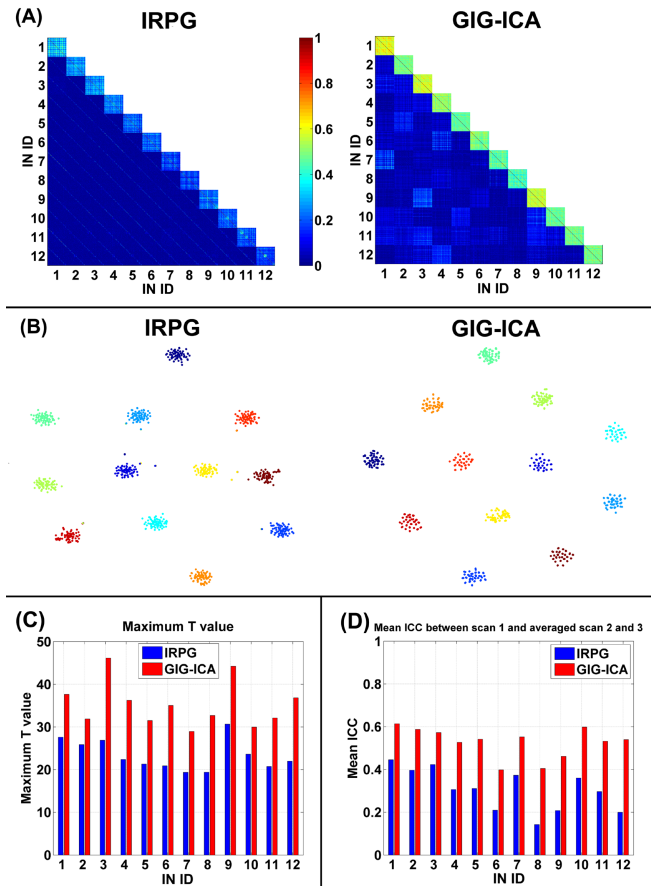 (A)
IRPG
GIG-ICA
IN ID
1
2
3
4
5
6
7
8
9
10
11
12
1 2 3 4 5 6 7 8 9 10 11 12
IN ID
1
0.8
0.6
0.4
0.2
0
IN ID
1
2
3
4
5
6
7
8
9
10
11
12
1 2 3 4 5 6 7 8 9 10 11 12
IN ID
(B)
IRPG
GIG-ICA
(C)
Maximum T value
IRPG
GIG-ICA
Maximum T value
50
40
30
20
10
0
1 2 3 4 5 6 7 8 9 10 11 12
IN ID
(D)
Mean ICC between scan 1 and averaged scan 2 and 3
IRPG
GIG-ICA
Mean ICC
1
0.8
0.6
0.4
0.2
0
1 2 3 4 5 6 7 8 9 10 11 12
IN ID